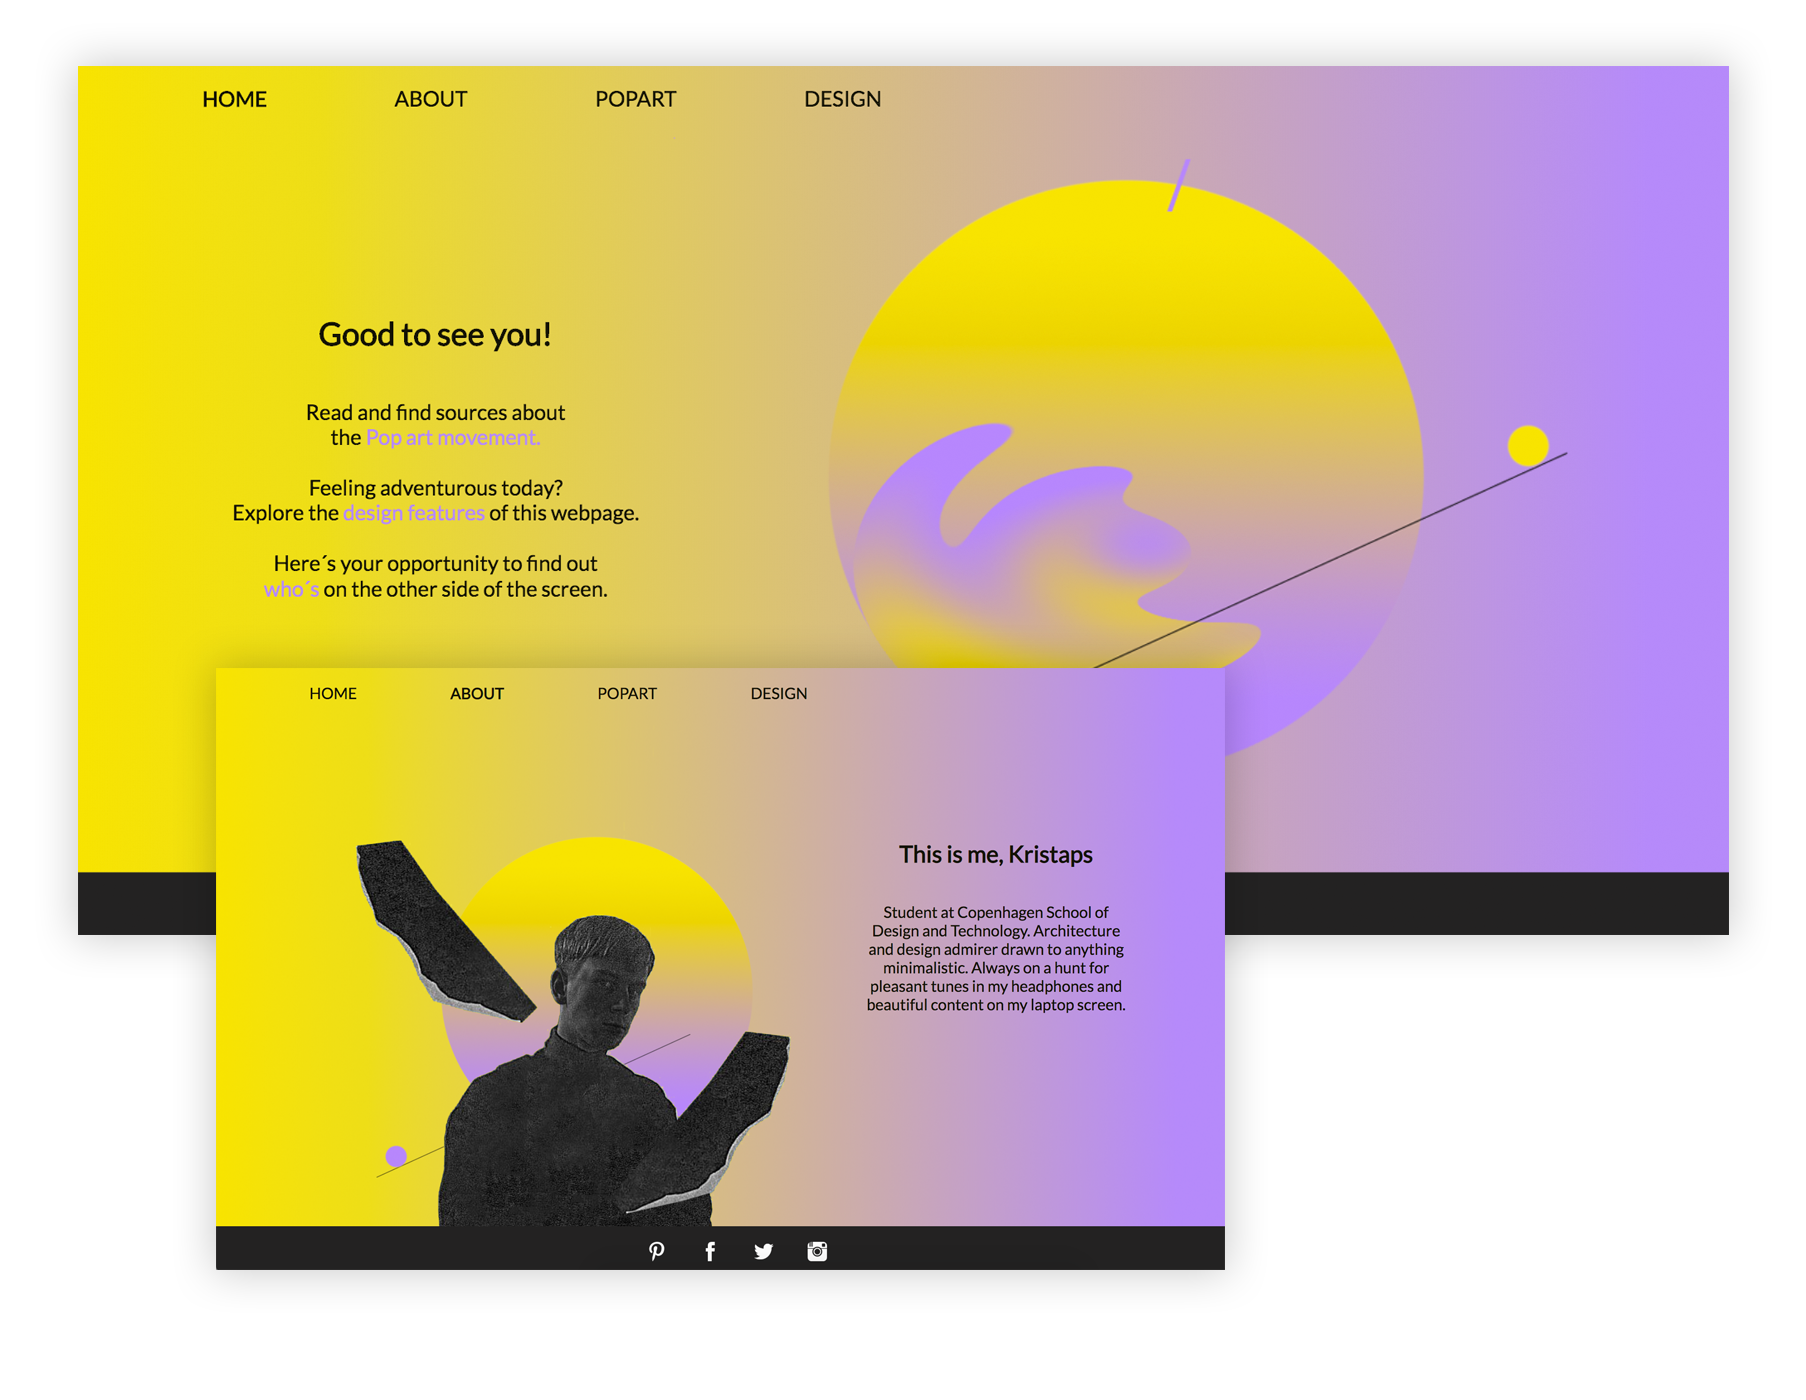 HOME ABOUT POPART DESIGN
Good to see you!
Read and find sources about
the Pop art movement.
Feeling adventurous today?
Explore the design features of this webpage.
Here´s your opportunity to find out
who´s on the other side of the screen.
HOME ABOUT POPART DESIGN
This is me, Kristaps
Student at Copenhagen School of
Design and Technology. Architecture
and design admirer drawn to anything
minimalistic. Always on a hunt for
pleasant tunes in my headphones and
beautiful content on my laptop screen.